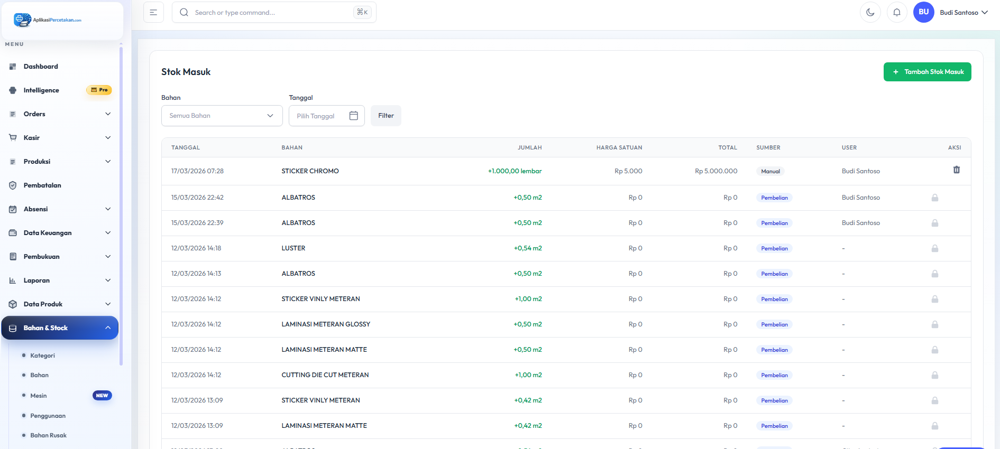 AplikasiPercetakan.com
Search or type command...
⌘K
BU
Budi Santoso
MENU
Dashboard
Intelligence
Pro
Orders
Kasir
Produksi
Pembatalan
Absensi
Data Keuangan
Pembukuan
Laporan
Data Produk
Bahan & Stock
Kategori
Bahan
Mesin
NEW
Penggunaan
Bahan Rusak
Stok Masuk
+ Tambah Stok Masuk
Bahan
Tanggal
Semua Bahan
Pilih Tanggal
Filter
TANGGAL BAHAN JUMLAH HARGA SATUAN TOTAL SUMBER USER AKSI
17/03/2026 07:28 STICKER CHROMO +1.000,00 lembar Rp 5.000 Rp 5.000.000 Manual Budi Santoso
15/03/2026 22:42 ALBATROS +0,50 m2 Rp 0 Rp 0 Pembelian Budi Santoso
15/03/2026 22:39 ALBATROS +0,50 m2 Rp 0 Rp 0 Pembelian Budi Santoso
12/03/2026 14:18 LUSTER +0,54 m2 Rp 0 Rp 0 Pembelian -
12/03/2026 14:13 ALBATROS +0,50 m2 Rp 0 Rp 0 Pembelian -
12/03/2026 14:12 STICKER VINLY METERAN +1,00 m2 Rp 0 Rp 0 Pembelian -
12/03/2026 14:12 LAMINASI METERAN GLOSSY +0,50 m2 Rp 0 Rp 0 Pembelian -
12/03/2026 14:12 LAMINASI METERAN MATTE +0,50 m2 Rp 0 Rp 0 Pembelian -
12/03/2026 14:12 CUTTING DIE CUT METERAN +1,00 m2 Rp 0 Rp 0 Pembelian -
12/03/2026 13:09 STICKER VINLY METERAN +0,42 m2 Rp 0 Rp 0 Pembelian -
12/03/2026 13:09 LAMINASI METERAN MATTE +0,42 m2 Rp 0 Rp 0 Pembelian -